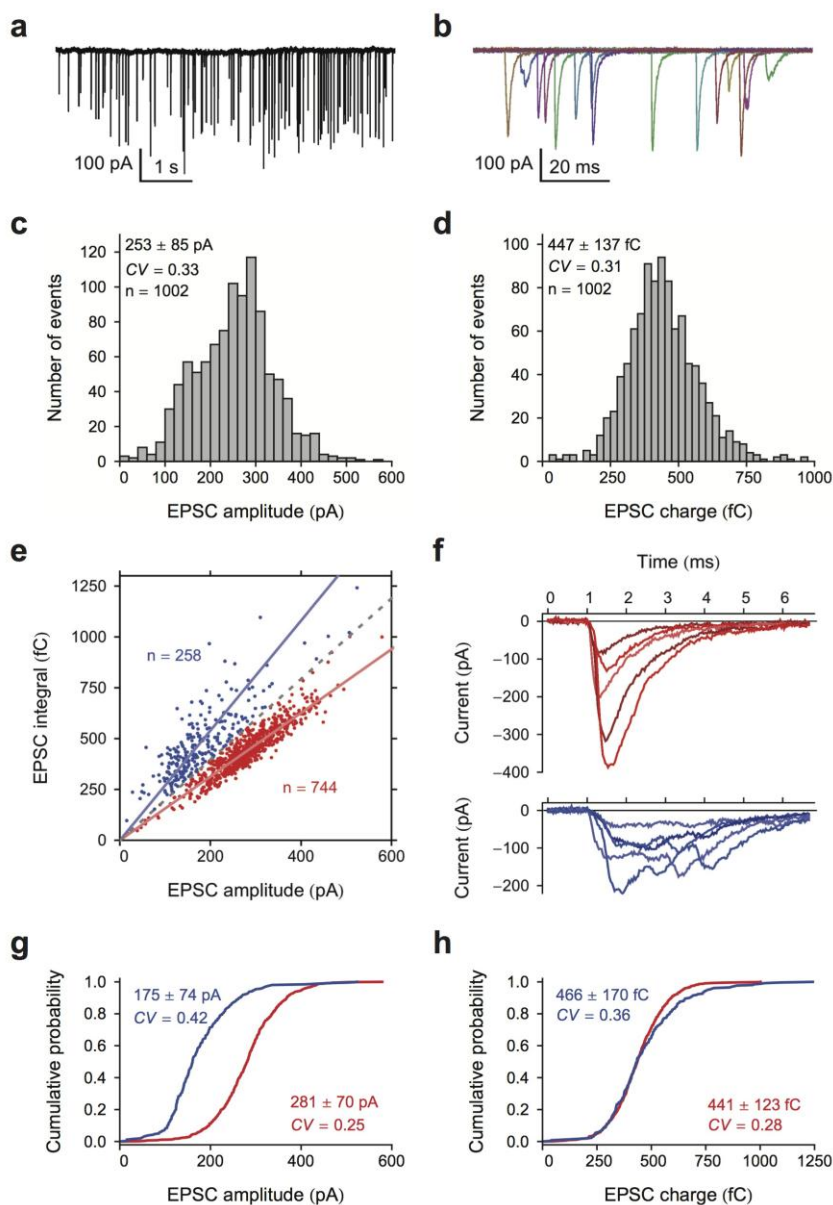 a
100 pA
1 s
b
100 pA
20 ms
c
253 ± 85 pA
CV = 0.33
n = 1002
Number of events
120
100
80
60
40
20
0
0
100
200
300
400
500
600
EPSC amplitude (pA)
d
447 ± 137 fC
CV = 0.31
n = 1002
Number of events
100
80
60
40
20
0
0
250
500
750
1000
EPSC charge (fC)
e
EPSC integral (fC)
1250
1000
750
500
250
0
n = 258
n = 744
0
200
400
600
EPSC amplitude (pA)
f
Time (ms)
0
1
2
3
4
5
6
Current (pA)
0
−100
−200
−300
−400
Current (pA)
0
−100
−200
g
Cumulative probability
1.0
0.8
0.6
0.4
0.2
0.0
175 ± 74 pA
CV = 0.42
281 ± 70 pA
CV = 0.25
0
200
400
600
EPSC amplitude (pA)
h
Cumulative probability
1.0
0.8
0.6
0.4
0.2
0.0
466 ± 170 fC
CV = 0.36
441 ± 123 fC
CV = 0.28
0
250
500
750
1000
1250
EPSC charge (fC)